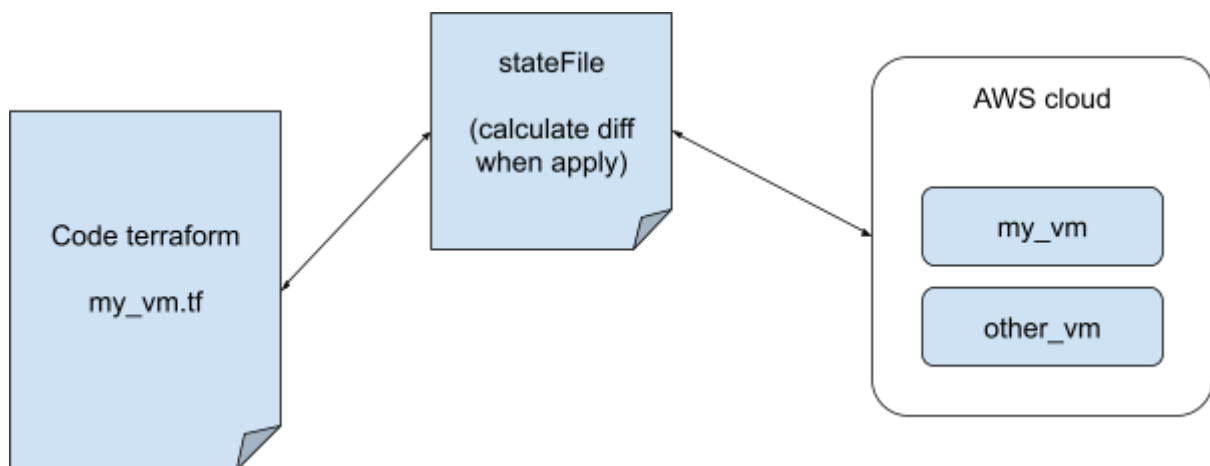 Code terraform
my_vm.tf
stateFile
(calculate diff
when apply)
AWS cloud
my_vm
other_vm